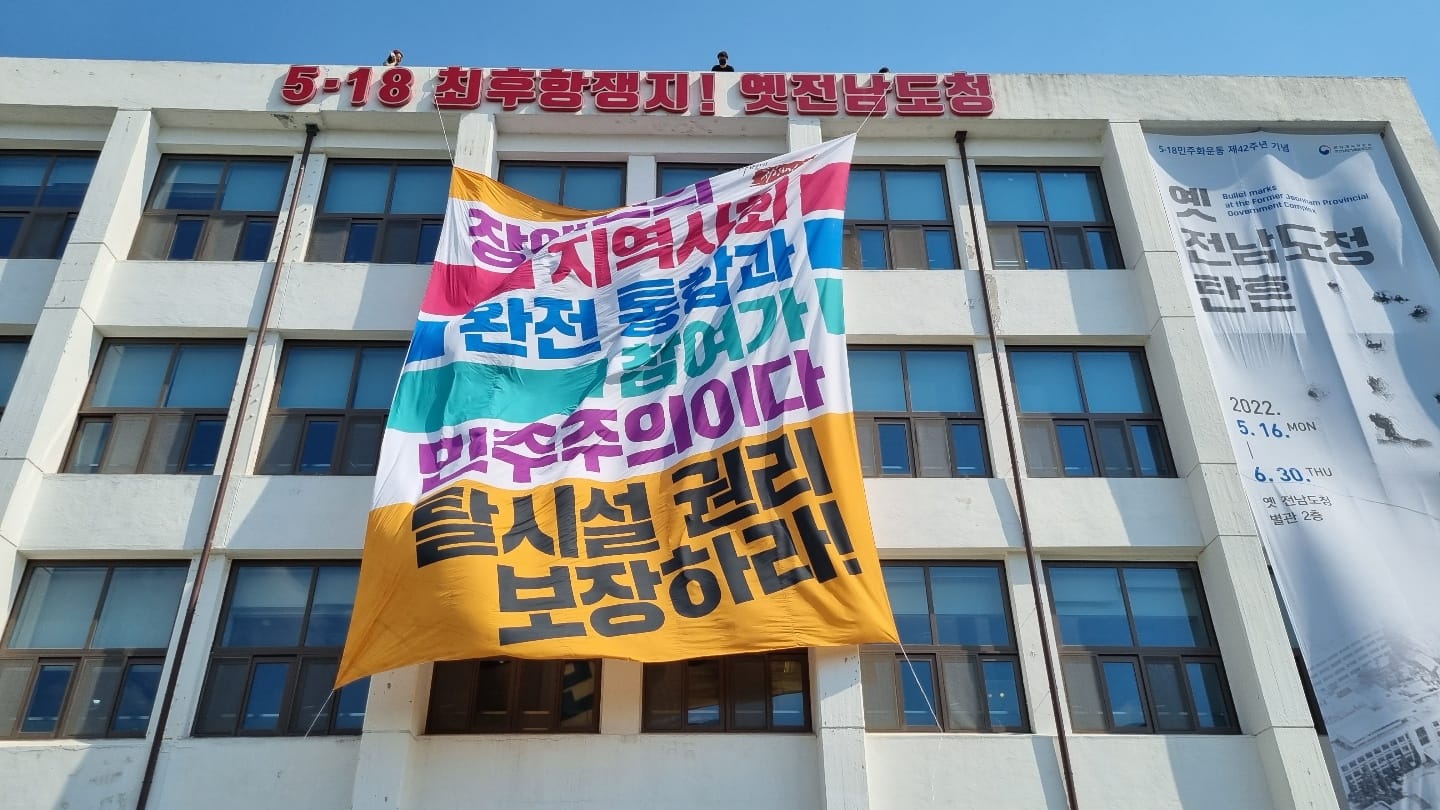 5·18 최후항쟁지! 옛전남도청
지역사회
완전 통합과
참여가
민주주의이다
탈시설 권리
보장하라!
5·18민주화운동 제42주년 기념
Bullet marks
at the Former Jeonnam Provincial
Government Complex
옛
전남도청
탄흔
2022.
5. 16. MON
6. 30. THU
옛 전남도청
별관 2층